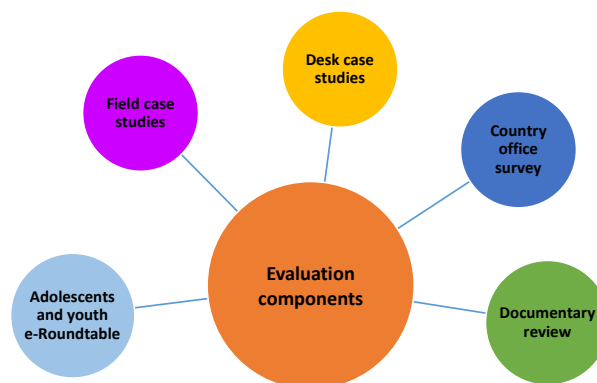 Desk case
studies
Field case
studies
Country
office
survey
Evaluation
components
Adolescents
and youth
e-Roundtable
Documentary
review